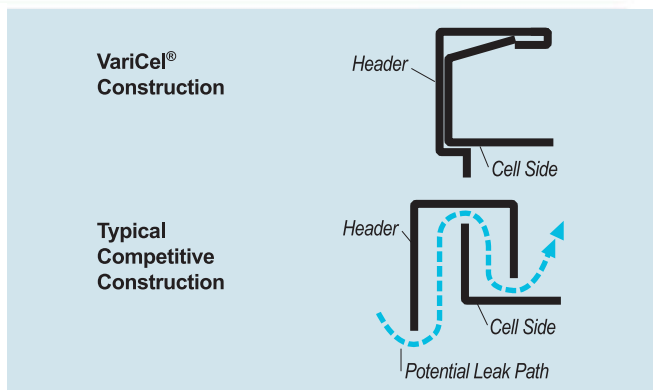 VariCel®
Construction
Header
Cell Side
Typical
Competitive
Construction
Header
Cell Side
Potential Leak Path